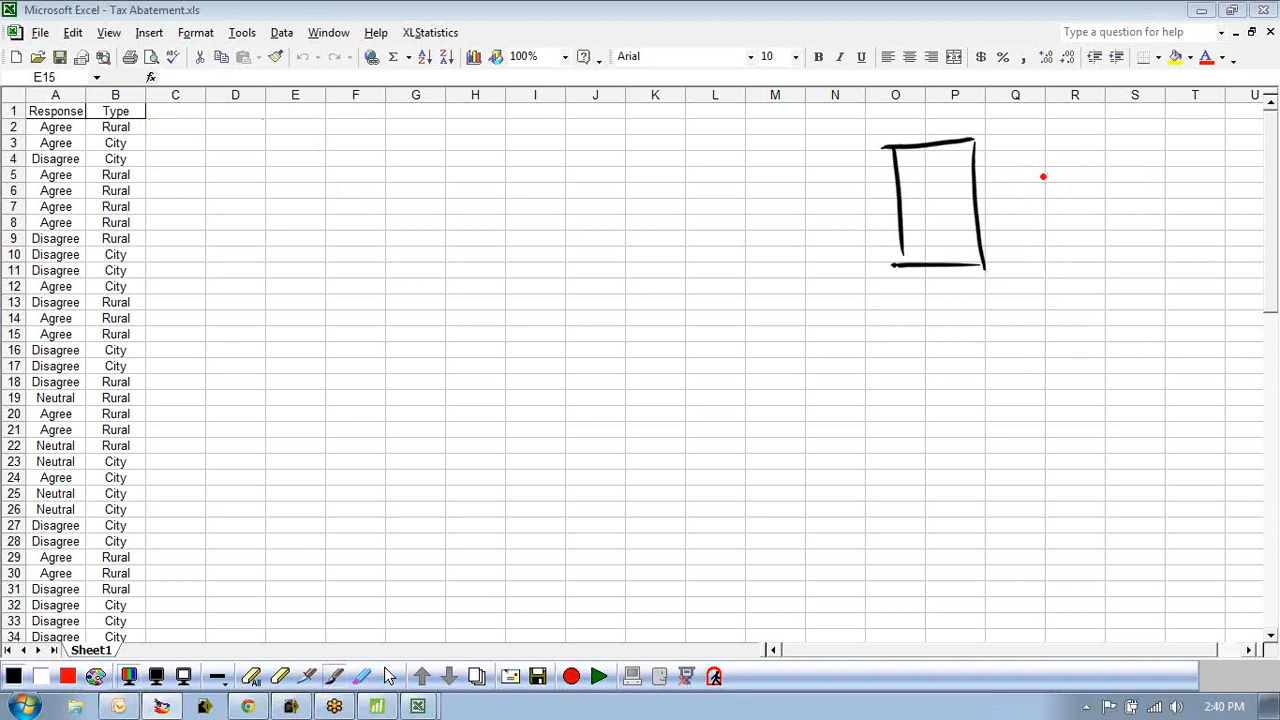 Microsoft Excel - Tax Abatement.xls
File Edit View Insert Format Tools Data Window Help XLStatistics Type a question for help
100% Arial 10 B I U $ % ,
E15 fx
A B C D E F G H I J K L M N O P Q R S T U
1 Response Type
2 Agree Rural
3 Agree City
4 Disagree City
5 Agree Rural
6 Agree Rural
7 Agree Rural
8 Agree Rural
9 Disagree Rural
10 Disagree City
11 Disagree City
12 Agree City
13 Disagree Rural
14 Agree Rural
15 Agree Rural
16 Disagree City
17 Disagree City
18 Disagree Rural
19 Neutral Rural
20 Agree Rural
21 Agree Rural
22 Neutral Rural
23 Neutral City
24 Agree City
25 Neutral City
26 Neutral City
27 Disagree City
28 Disagree City
29 Agree Rural
30 Agree Rural
31 Disagree Rural
32 Disagree City
33 Disagree City
34 Disagree City
Sheet1
All
2:40 PM